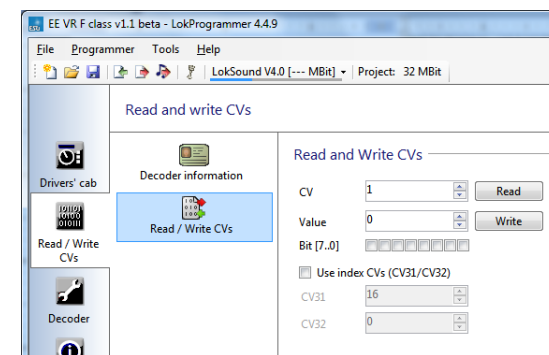 EE VR F class v1.1 beta - LokProgrammer 4.4.9
File Programmer Tools Help
LokSound V4.0 [--- MBit] Project: 32 MBit
Read and write CVs
Drivers' cab
Read / Write
CVs
Decoder
Decoder information
Read / Write CVs
Read and Write CVs
CV 1 Read
Value 0 Write
Bit [7..0]
Use index CVs (CV31/CV32)
CV31 16
CV32 0